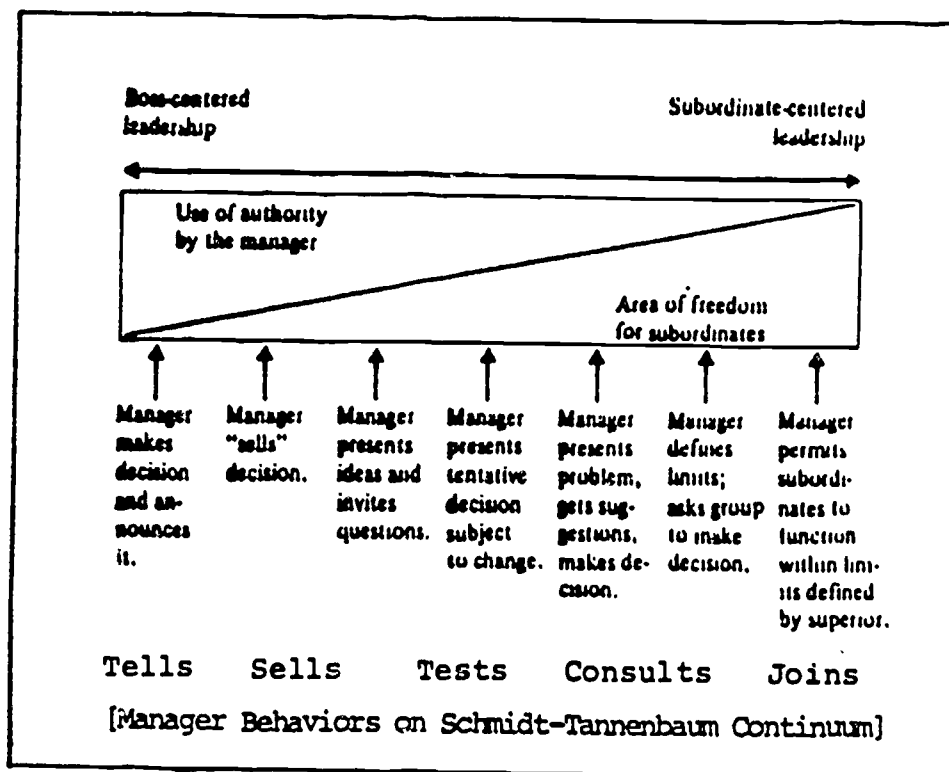 Boss-centered
leadership
Subordinate-centered
leadership
Use of authority
by the manager
Area of freedom
for subordinates
Manager
makes
decision
and an-
nounces
it.
Manager
"sells"
decision.
Manager
presents
ideas and
invites
questions.
Manager
presents
tentative
decision
subject
to change.
Manager
presents
problem,
gets sug-
gestions,
makes de-
cision.
Manager
defines
limits;
asks group
to make
decision.
Manager
permits
subordi-
nates to
function
within lim-
its defined
by superior.
Tells Sells Tests Consults Joins
[Manager Behaviors on Schmidt-Tannenbaum Continuum]